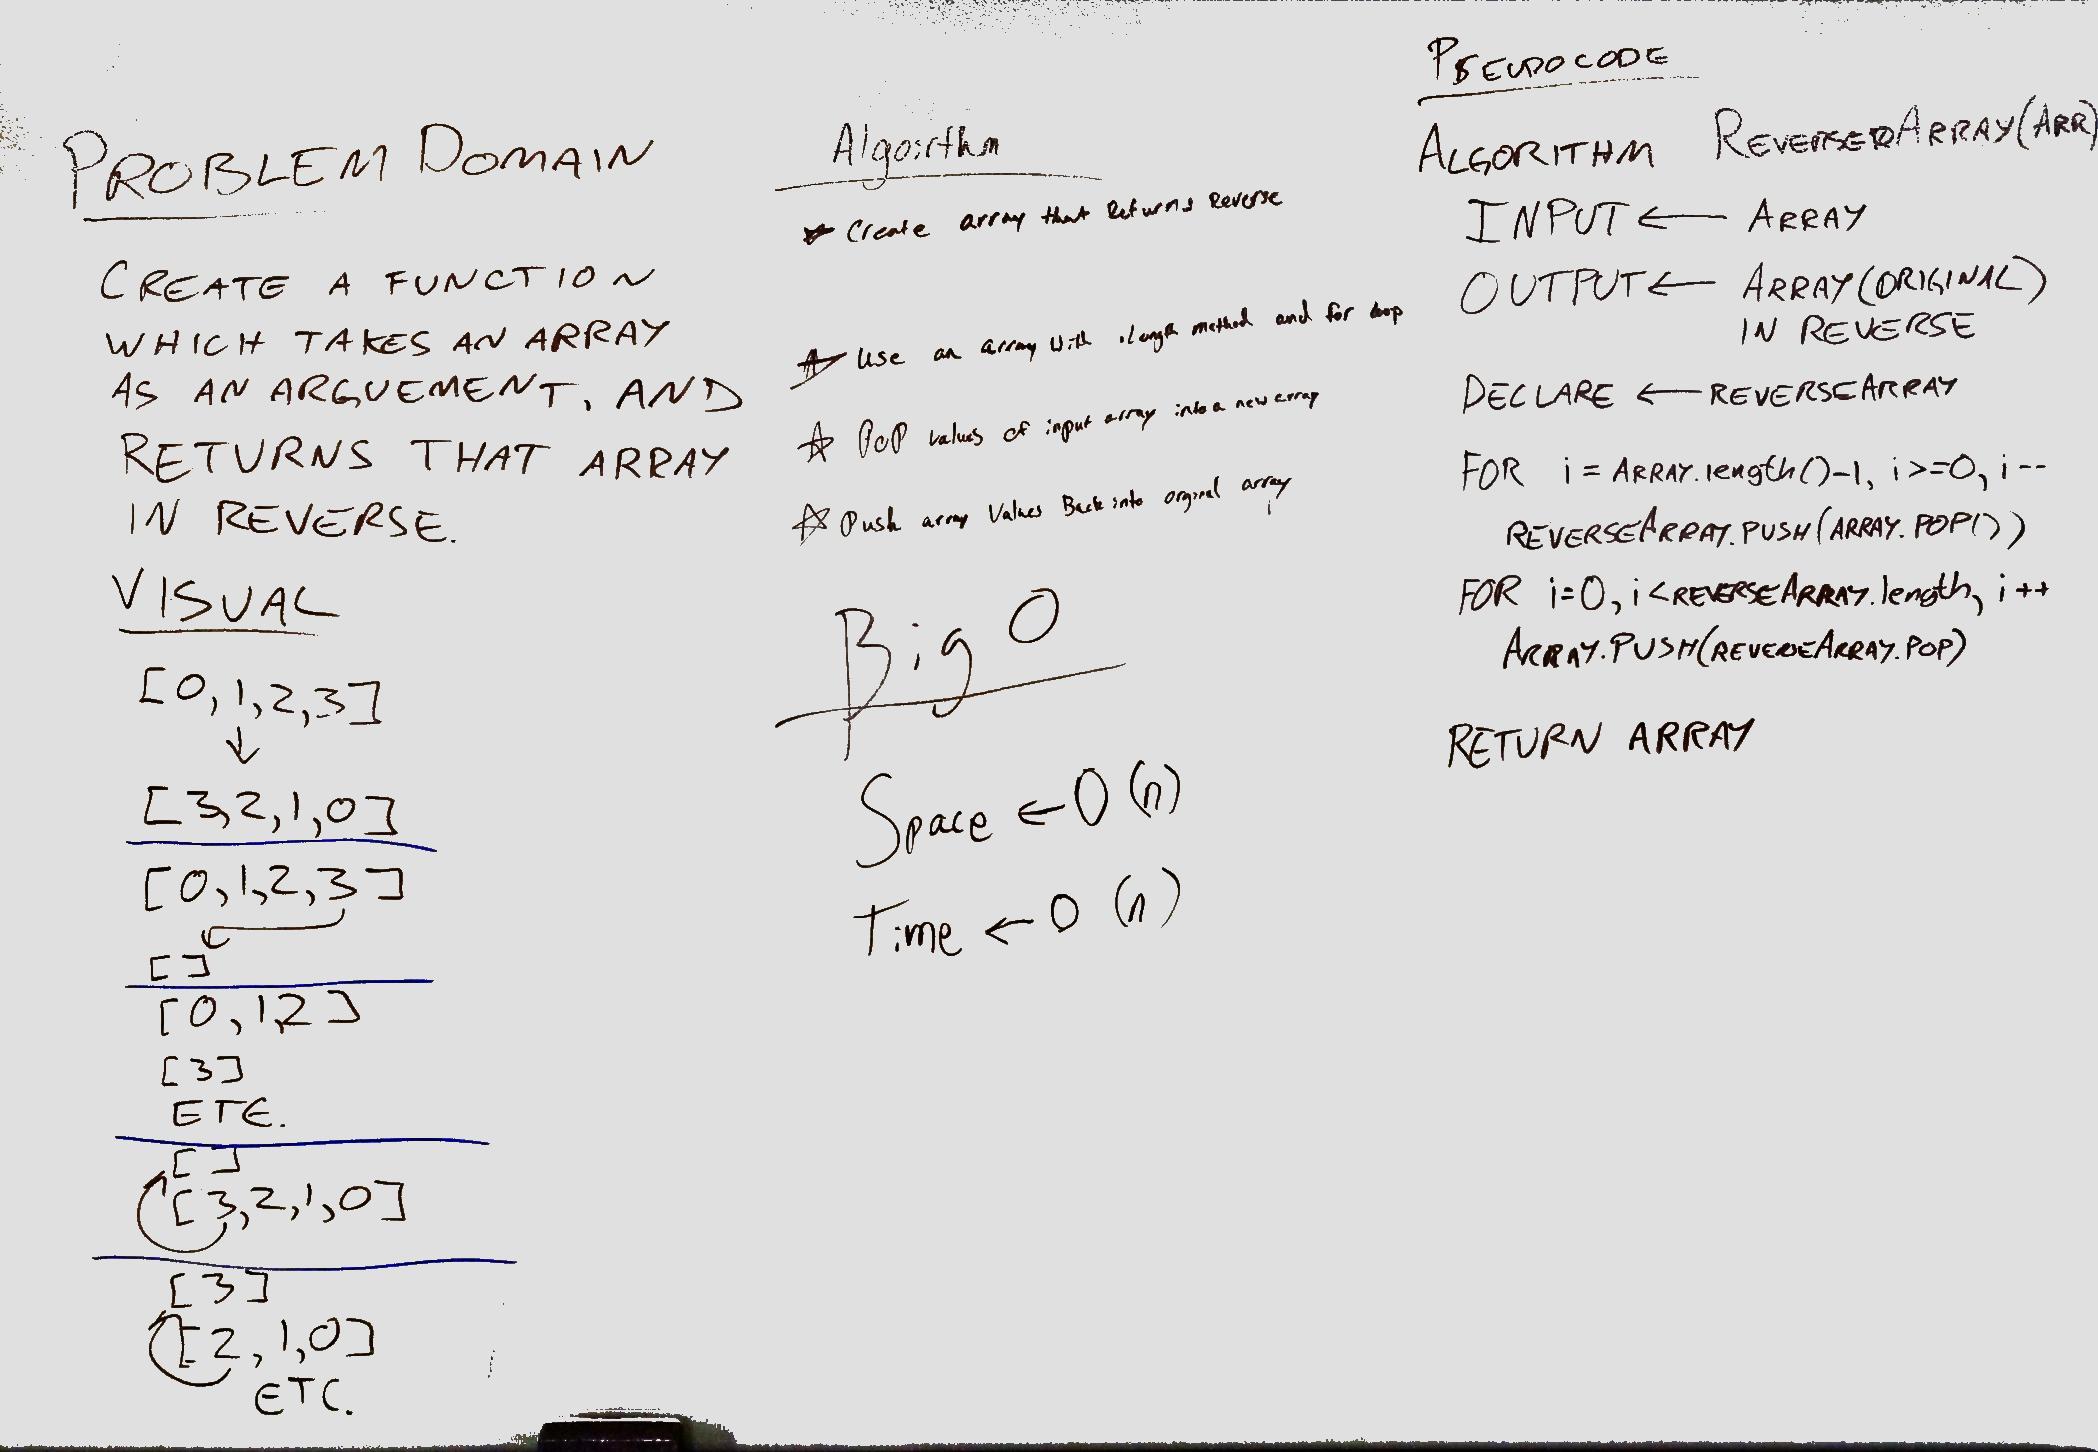 PROBLEM DOMAIN
CREATE A FUNCTION
WHICH TAKES AN ARRAY
AS AN ARGUEMENT, AND
RETURNS THAT ARRAY
IN REVERSE.
VISUAL
[0,1,2,3]
↓
[3,2,1,0]
[0,1,2,3]
[]
[0,1,2]
[3]
ETC.
[]
[3,2,1,0]
[3]
[2,1,0]
ETC.
Algorithm
☆ Create array that Returns Reverse
☆ Use an array with .length method and for loop
☆ POP values of input array into a new array
☆ Push array Values Back into orginal array
Big O
Space ← O (n)
Time ← O (n)
PSEUDOCODE
ALGORITHM REVERSEDARRAY(ARR)
INPUT ← ARRAY
OUTPUT ← ARRAY(ORIGINAL)
IN REVERSE
DECLARE ← REVERSEARRAY
FOR i = ARRAY.length()-1, i >=0, i --
REVERSEARRAY.PUSH(ARRAY.POP())
FOR i=0, i<REVERSEARRAY.length, i ++
ARRAY.PUSH(REVERSEARRAY.POP)
RETURN ARRAY